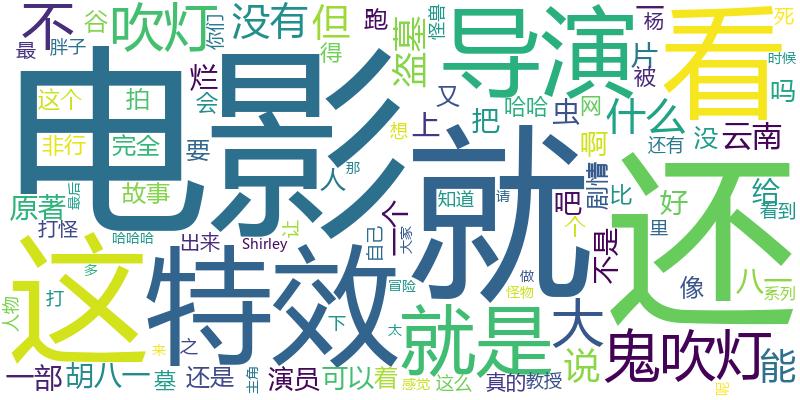 不 最 胖子 谷 吹灯 你们 没有 但 得 跑 怪兽 一 杨 死
电影 导演 看 片 被 时候
这个 拍 烂 会 盗墓 又 上 把 哈哈 虫 网 什么 吗
非行 完全 要 想 啊 还有 没 云南
原著 最后 故事 人 那 知道 请 吧 剧情 比 好 给 看到
打怪 哈哈哈 出来 Shirley 让 一个 自己 大家 就 个 不是 里 还
这 特效 冒险 做 怪物 像 八一 系列
人物 多 打 下 太 就是 大 鬼吹灯
一部 胡八一 来 墓 之 还是 主角 演员 可以 着 感觉 这么 真的 教授 说 能 呢